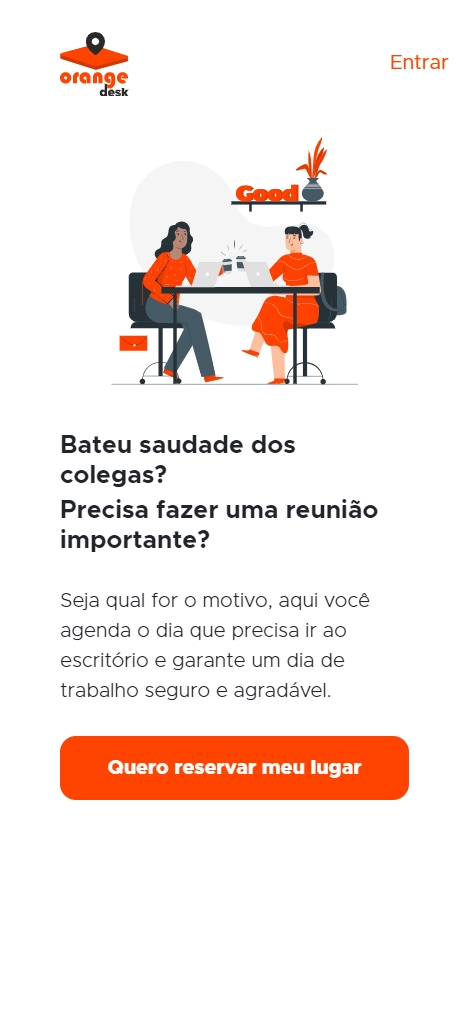 orange
desk
Entrar
Good
Bateu saudade dos
colegas?
Precisa fazer uma reunião
importante?
Seja qual for o motivo, aqui você
agenda o dia que precisa ir ao
escritório e garante um dia de
trabalho seguro e agradável.
Quero reservar meu lugar